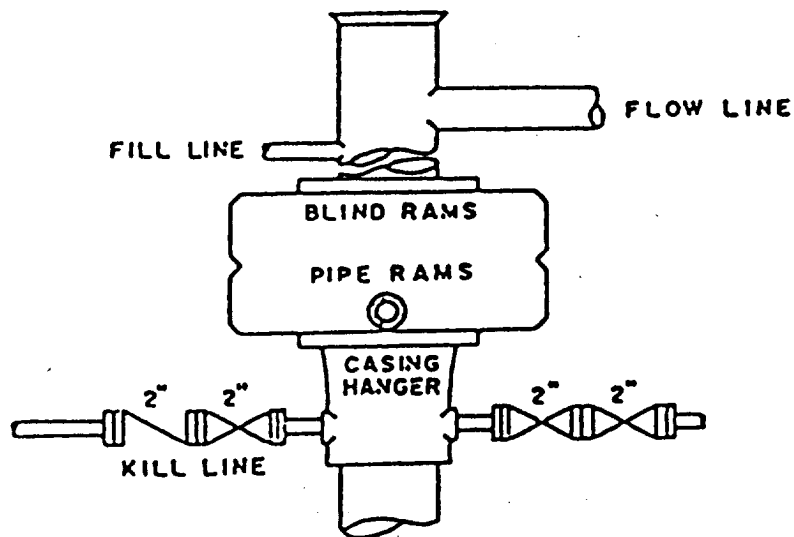 FLOW LINE
FILL LINE
BLIND RAMS
PIPE RAMS
CASING
HANGER
2" 2"
2" 2"
KILL LINE